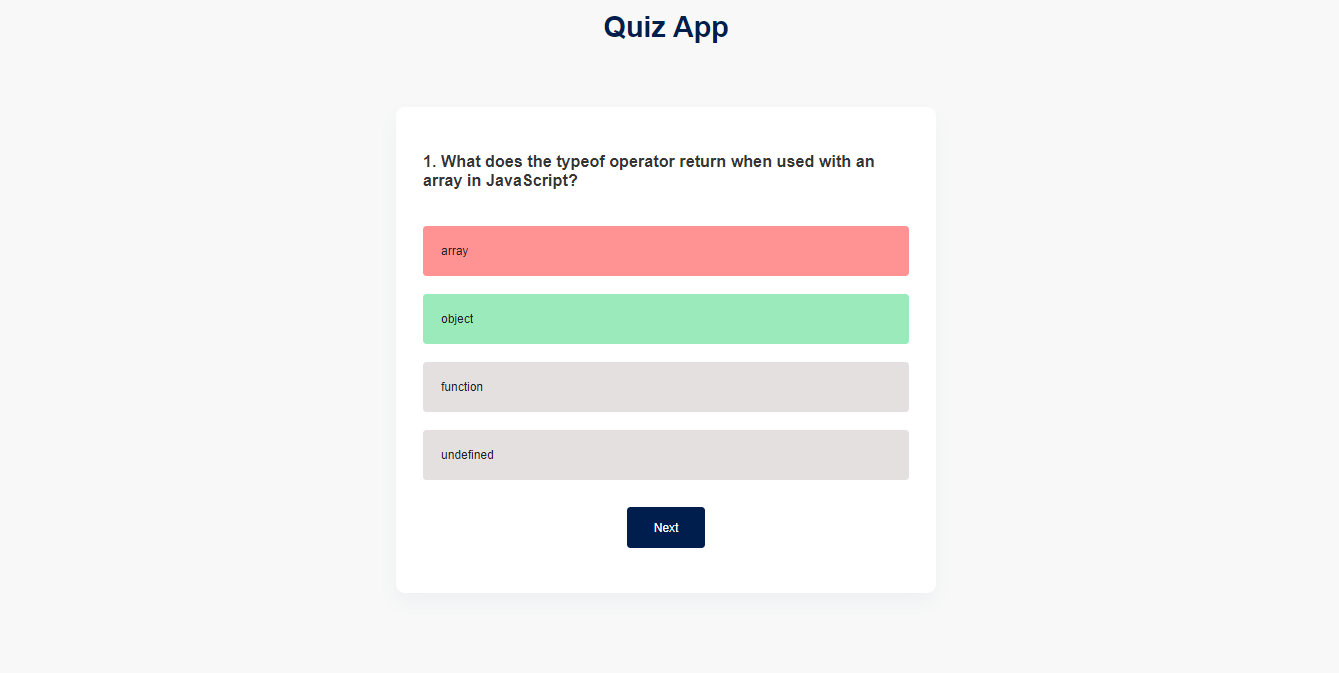 Quiz App
1. What does the typeof operator return when used with an
array in JavaScript?
array
object
function
undefined
Next